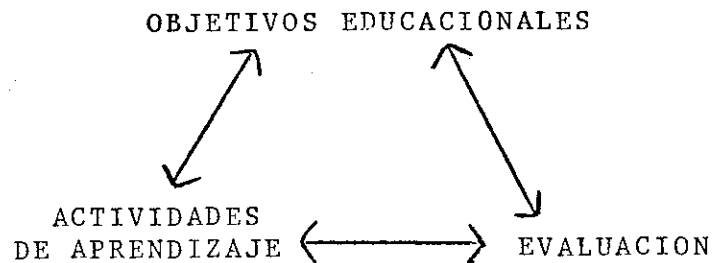 OBJETIVOS EDUCACIONALES
ACTIVIDADES
DE APRENDIZAJE
EVALUACION